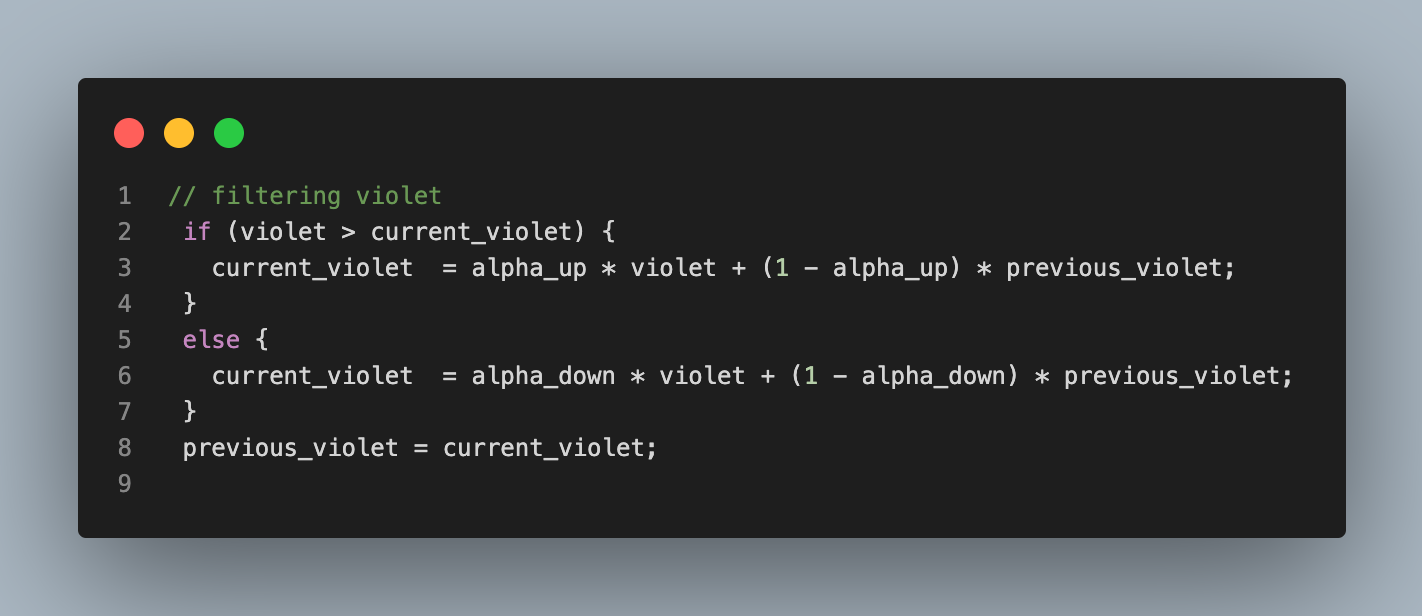 1 // filtering violet
2 if (violet > current_violet) {
3 current_violet  = alpha_up * violet + (1 - alpha_up) * previous_violet;
4 }
5 else {
6 current_violet  = alpha_down * violet + (1 - alpha_down) * previous_violet;
7 }
8 previous_violet = current_violet;
9